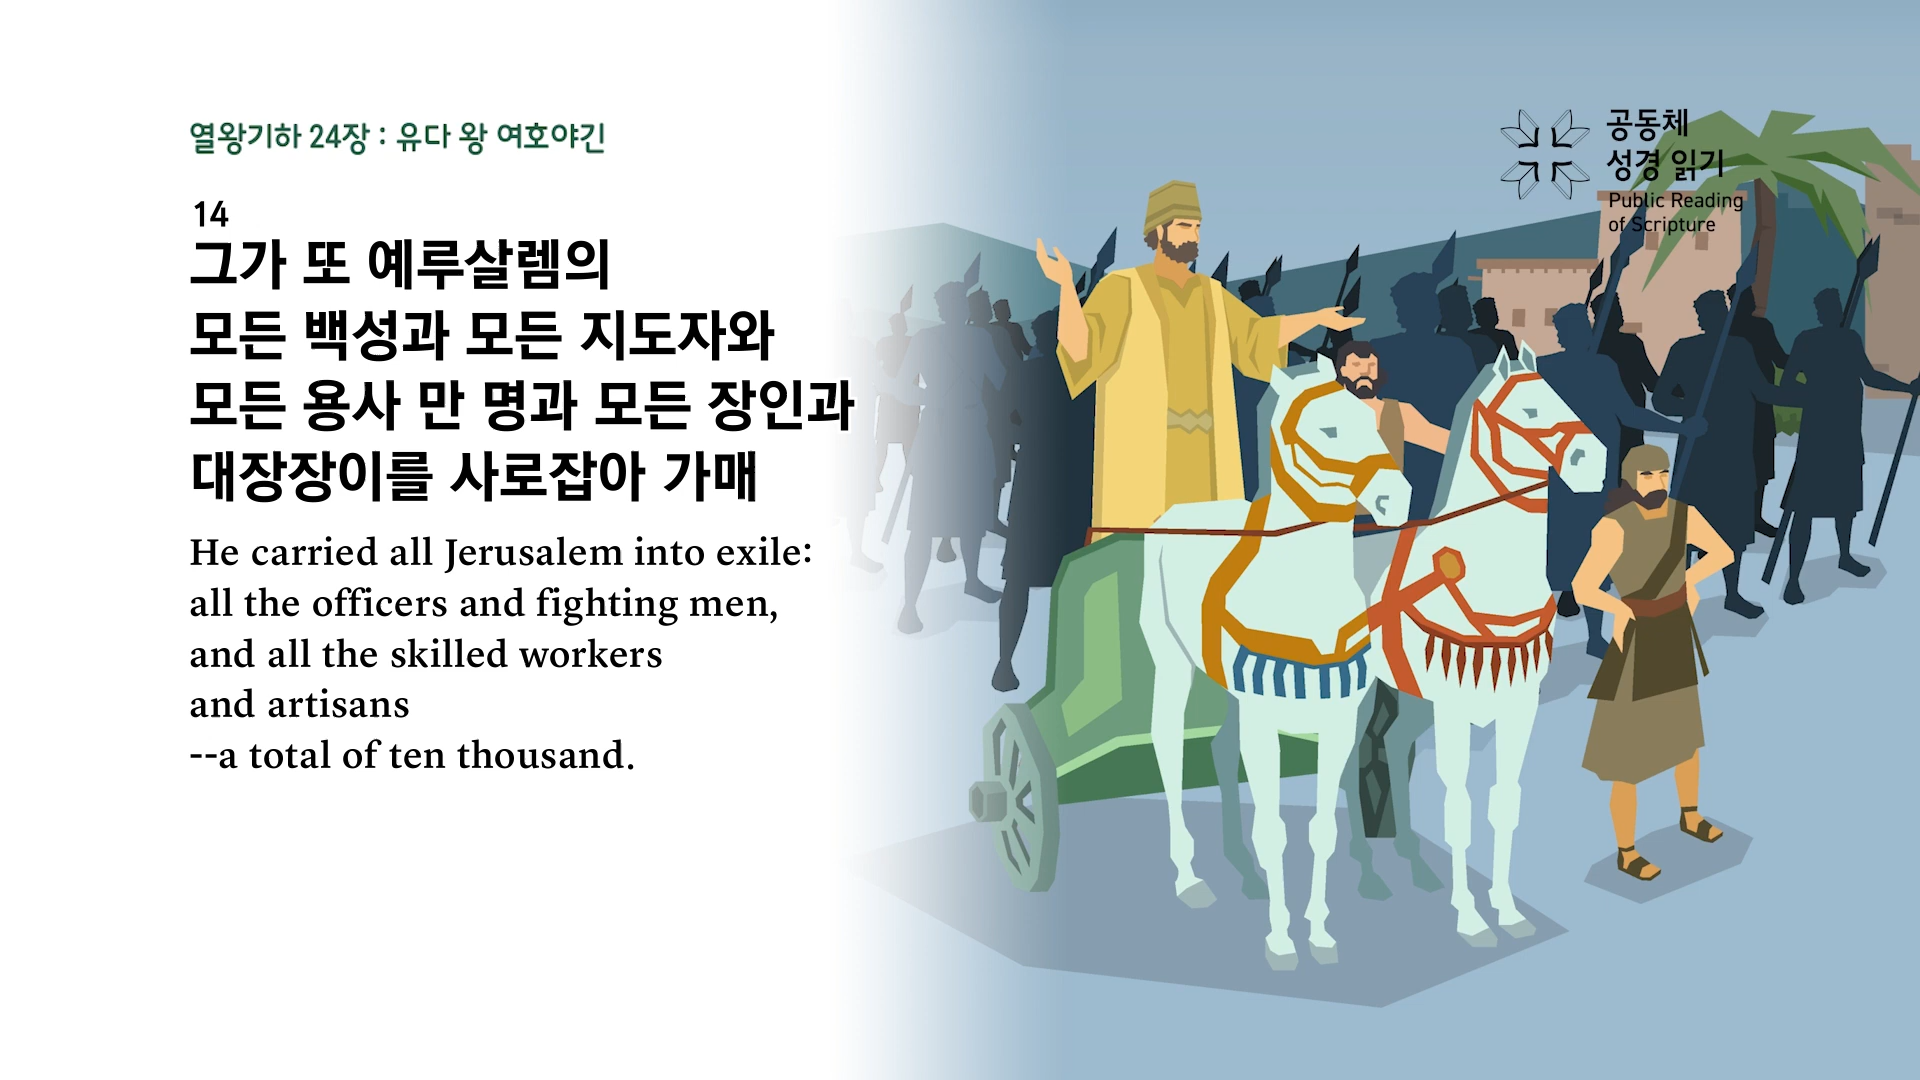 열왕기하 24장 : 유다 왕 여호야긴
14
그가 또 예루살렘의
모든 백성과 모든 지도자와
모든 용사 만 명과 모든 장인과
대장장이를 사로잡아 가매
He carried all Jerusalem into exile:
all the officers and fighting men,
and all the skilled workers
and artisans
--a total of ten thousand.
공동체
성경 읽기
Public Reading
of Scripture